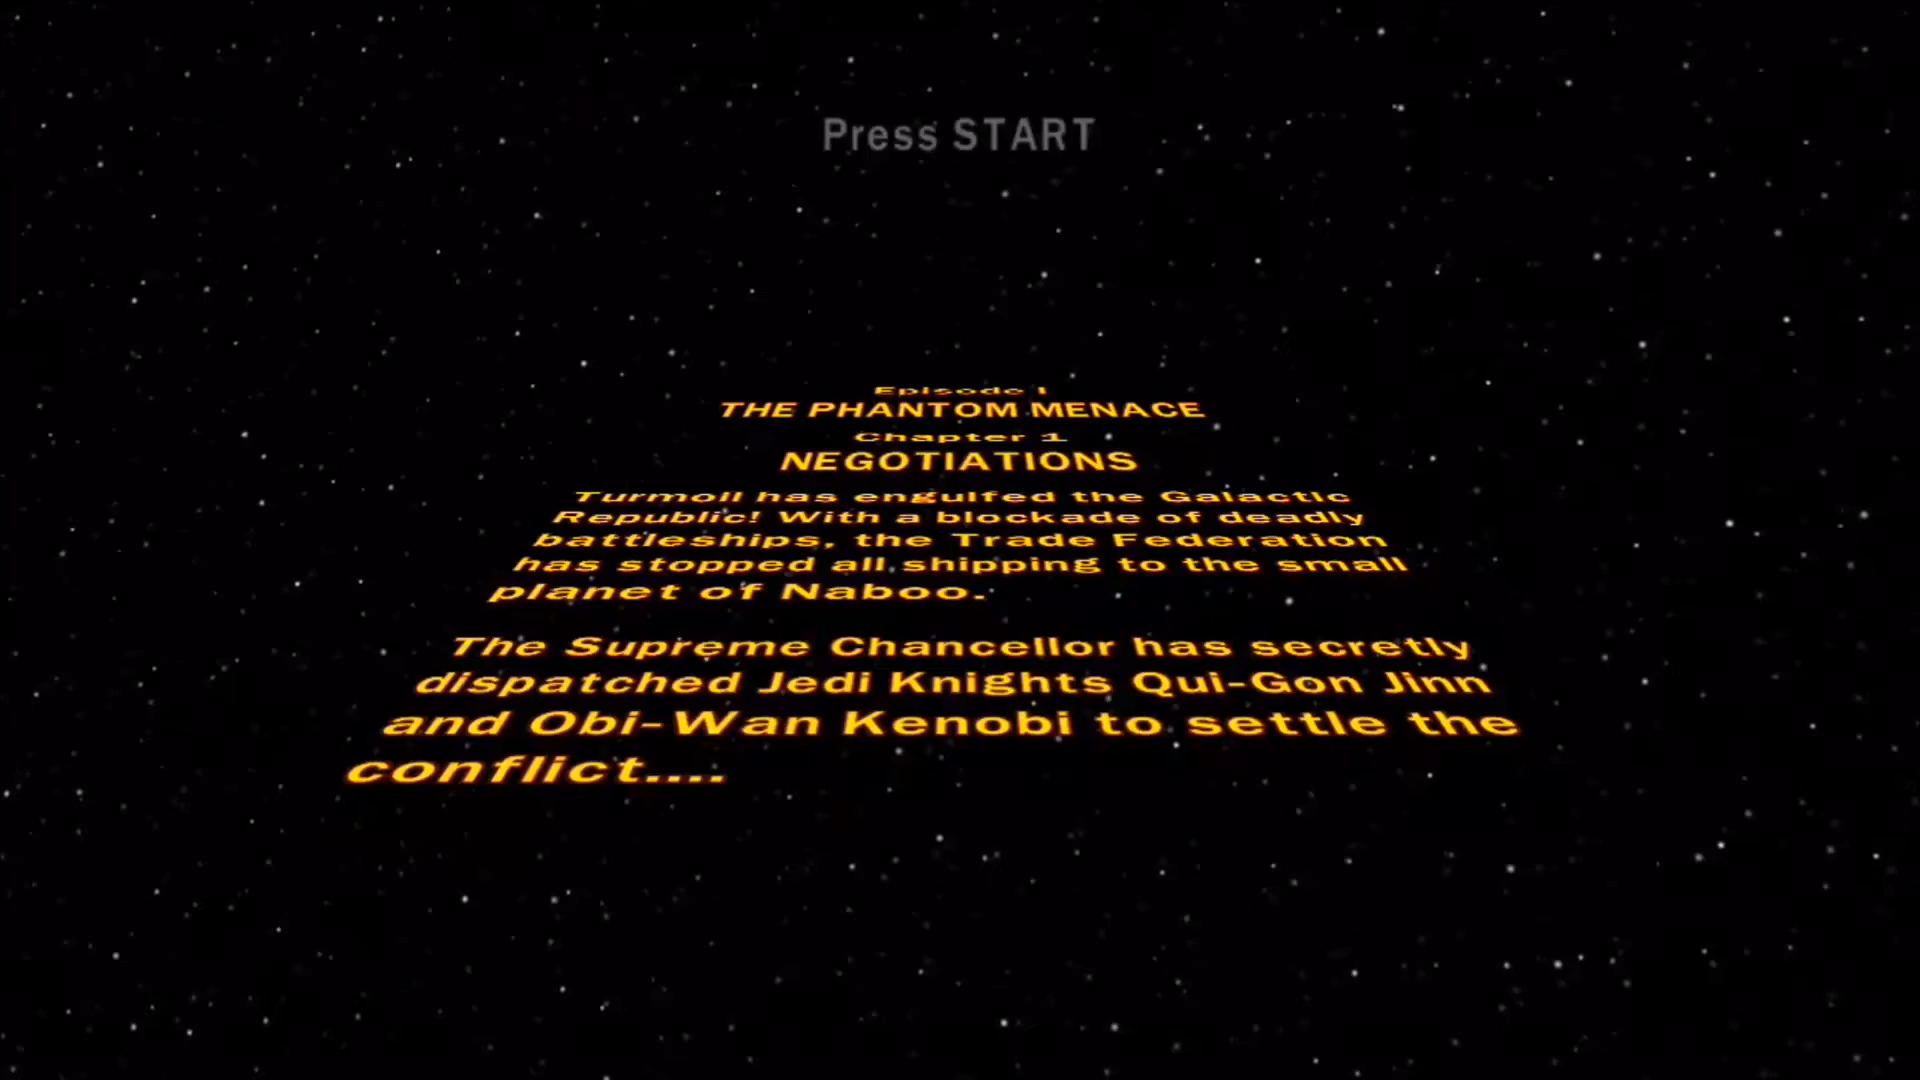 Press START
Episode I
THE PHANTOM MENACE
Chapter 1
NEGOTIATIONS
Turmoil has engulfed the Galactic
Republic! With a blockade of deadly
battleships, the Trade Federation
has stopped all shipping to the small
planet of Naboo.
The Supreme Chancellor has secretly
dispatched Jedi Knights Qui-Gon Jinn
and Obi-Wan Kenobi to settle the
conflict....